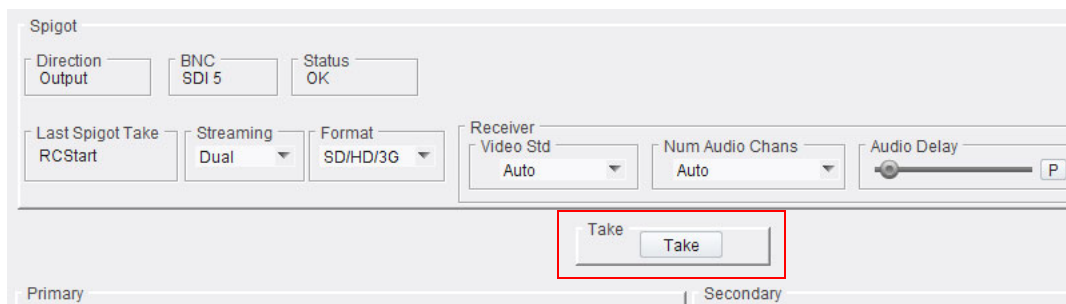 Spigot
Direction BNC Status
Output SDI 5 OK
Last Spigot Take Streaming Format Receiver
Video Std Num Audio Chans Audio Delay
RCStart Dual SD/HD/3G Auto Auto P
Take
Take
Primary Secondary